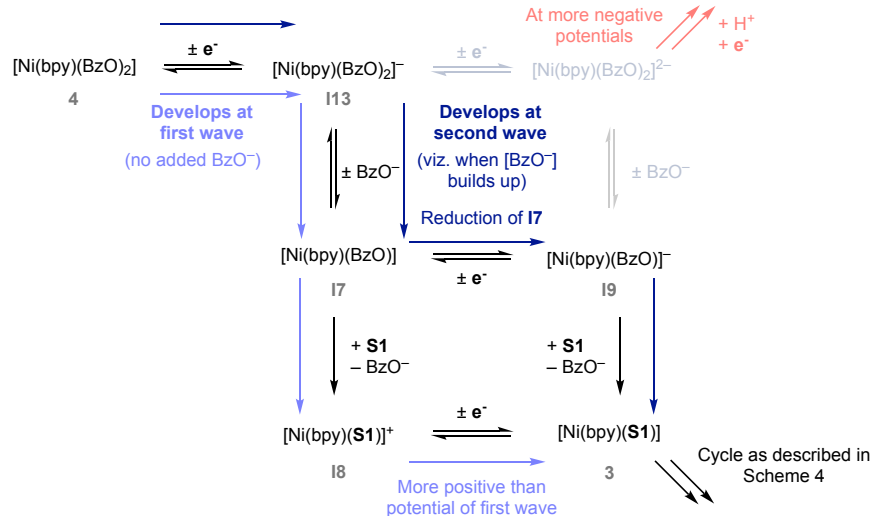 At more negative
potentials
+ H⁺
+ e⁻
± e⁻
± e⁻
[Ni(bpy)(BzO)₂]
[Ni(bpy)(BzO)₂]⁻
[Ni(bpy)(BzO)₂]²⁻
4
I13
Develops at
first wave
(no added BzO⁻)
Develops at
second wave
(viz. when [BzO⁻]
builds up)
± BzO⁻
± BzO⁻
Reduction of I7
[Ni(bpy)(BzO)]
[Ni(bpy)(BzO)]⁻
± e⁻
I7
I9
+ S1
– BzO⁻
+ S1
– BzO⁻
± e⁻
[Ni(bpy)(S1)]⁺
[Ni(bpy)(S1)]
I8
3
More positive than
potential of first wave
Cycle as described in
Scheme 4